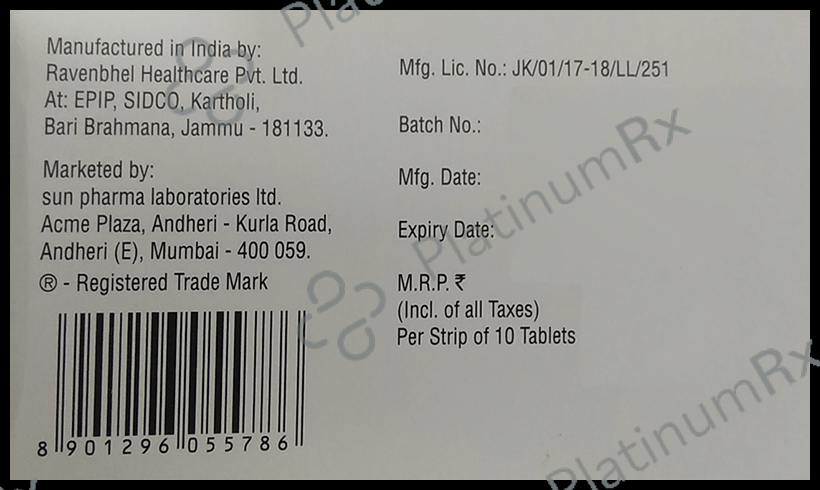 Manufactured in India by:
Ravenbhel Healthcare Pvt. Ltd.
At: EPIP, SIDCO, Kartholi,
Bari Brahmana, Jammu - 181133.
Marketed by:
sun pharma laboratories ltd.
Acme Plaza, Andheri - Kurla Road,
Andheri (E), Mumbai - 400 059.
® - Registered Trade Mark
8 901296 055786
Mfg. Lic. No.: JK/01/17-18/LL/251
Batch No.:
Mfg. Date:
Expiry Date:
M.R.P. ₹
(Incl. of all Taxes)
Per Strip of 10 Tablets
PlatinumRx
PlatinumRx